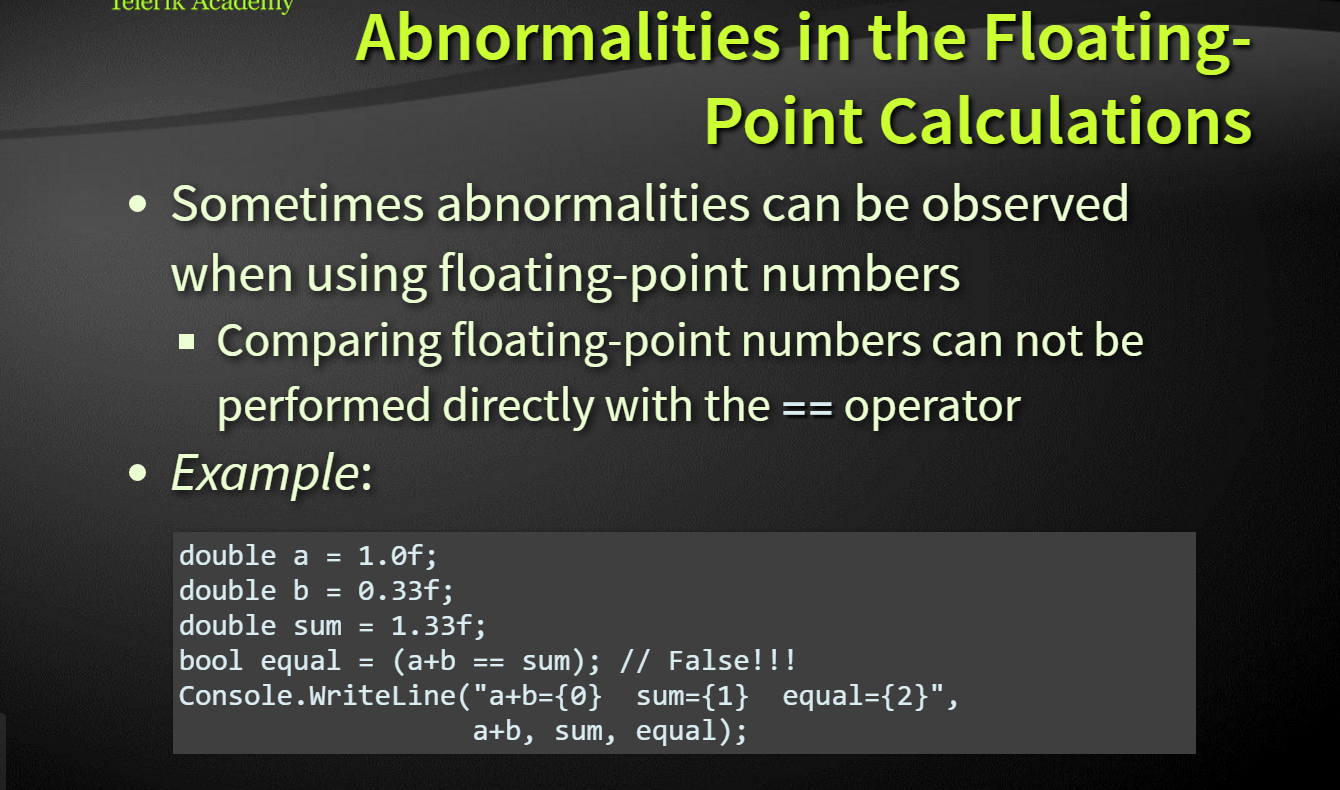 Telerik Academy
Abnormalities in the Floating-
Point Calculations
• Sometimes abnormalities can be observed
when using floating-point numbers
▪ Comparing floating-point numbers can not be
performed directly with the == operator
• Example:
double a = 1.0f;
double b = 0.33f;
double sum = 1.33f;
bool equal = (a+b == sum); // False!!!
Console.WriteLine("a+b={0}  sum={1}  equal={2}",
                  a+b, sum, equal);